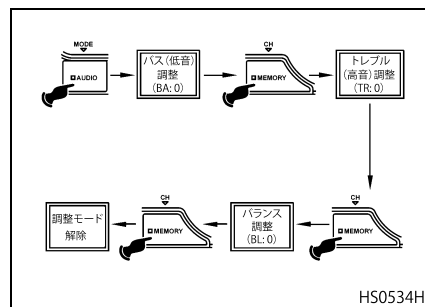 MODE
AUDIO
バス(低音)
調整
(BA: 0)
CH
MEMORY
トレブル
(高音)調整
(TR: 0)
CH
MEMORY
バランス
調整
(BL: 0)
CH
MEMORY
調整モード
解除
HS0534H